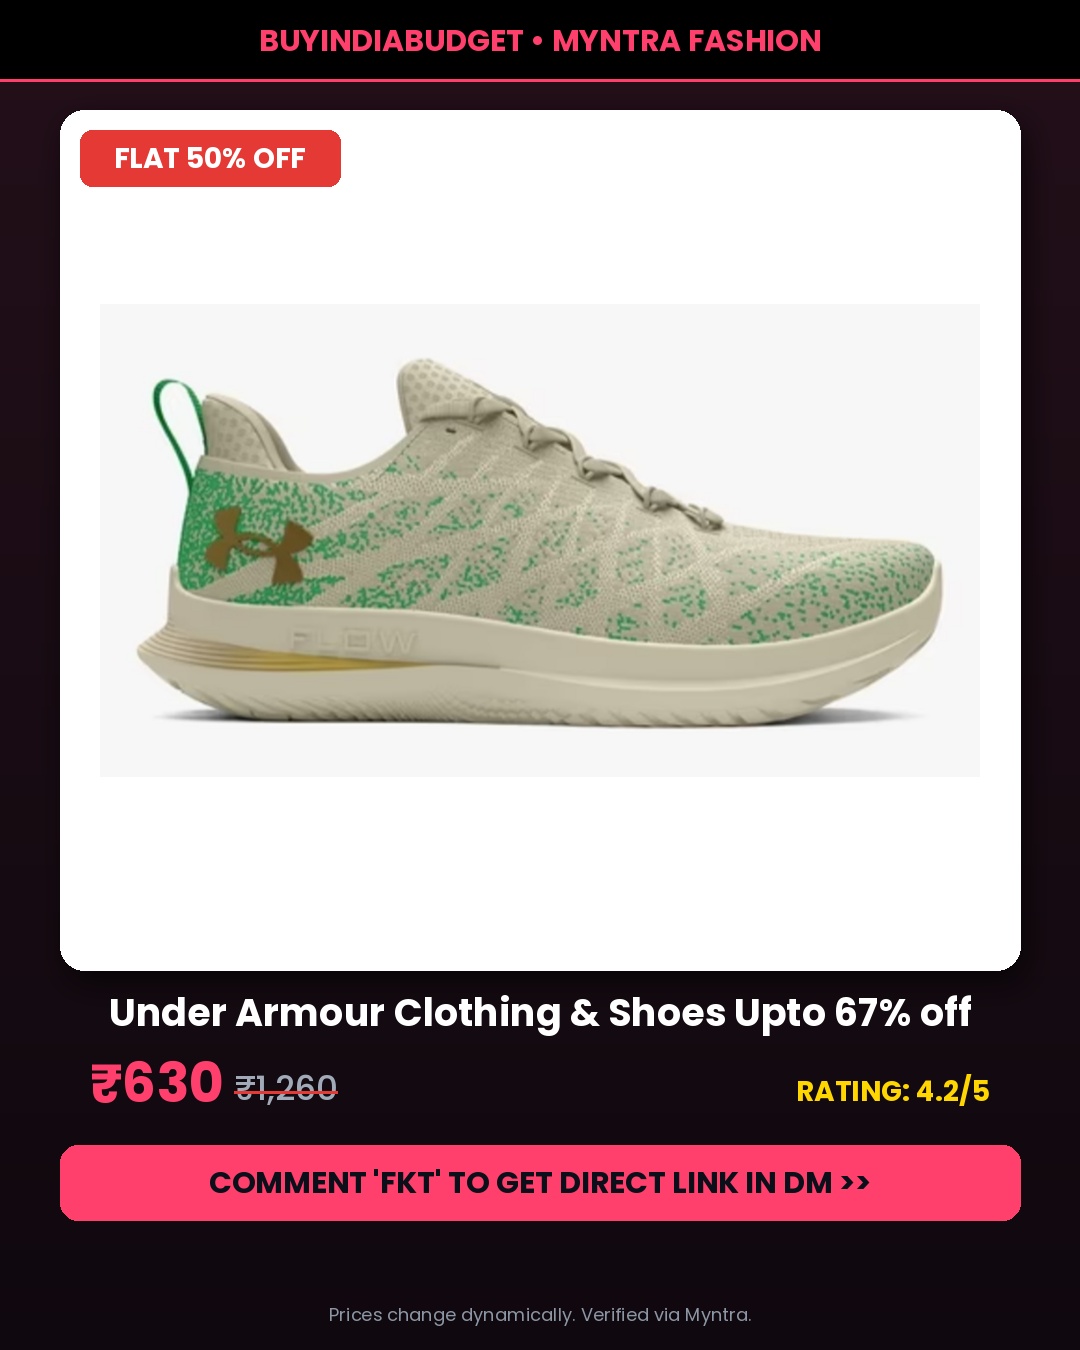 BUYINDIABUDGET • MYNTRA FASHION
FLAT 50% OFF
FLOW
Under Armour Clothing & Shoes Upto 67% off
₹630 ₹1,260
RATING: 4.2/5
COMMENT 'FKT' TO GET DIRECT LINK IN DM >>
Prices change dynamically. Verified via Myntra.